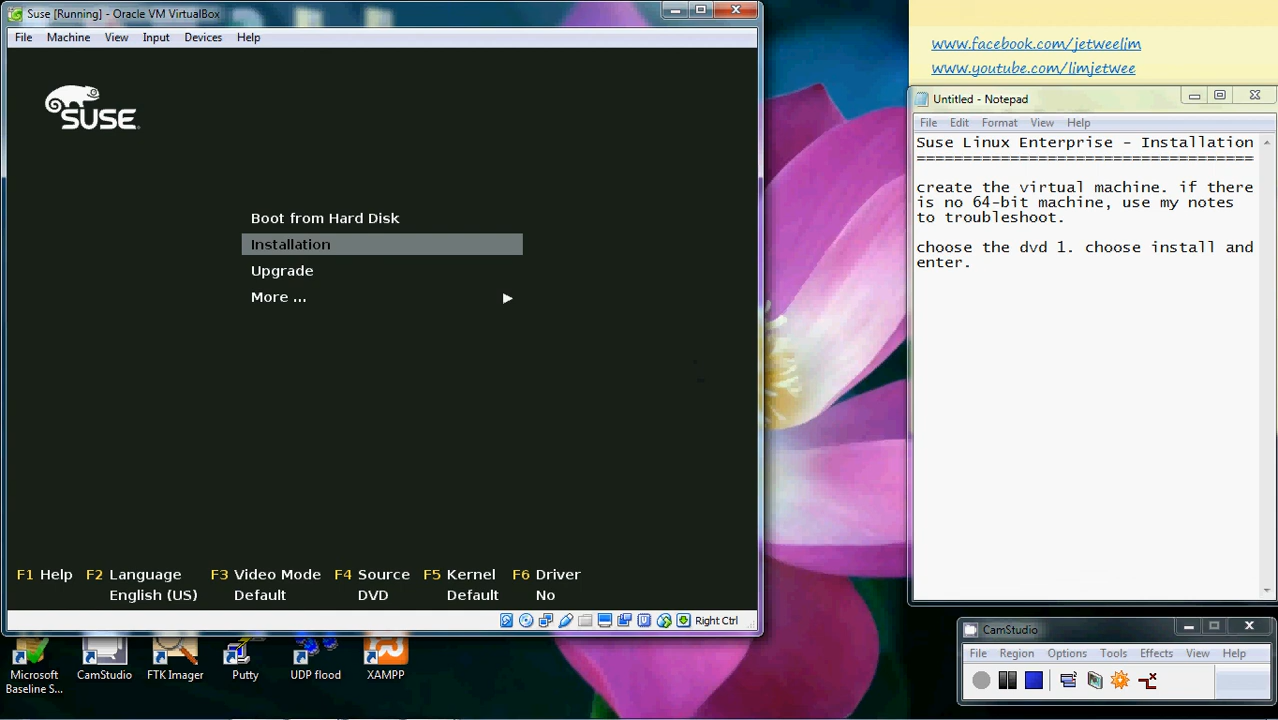 Suse [Running] - Oracle VM VirtualBox
File Machine View Input Devices Help
SUSE
Boot from Hard Disk
Installation
Upgrade
More ...
F1 Help F2 Language F3 Video Mode F4 Source F5 Kernel F6 Driver
English (US) Default DVD Default No
Right Ctrl
www.facebook.com/jetweelim
www.youtube.com/limjetwee
Untitled - Notepad
File Edit Format View Help
Suse Linux Enterprise - Installation
====================================
create the virtual machine. if there
is no 64-bit machine, use my notes
to troubleshoot.
choose the dvd 1. choose install and
enter.
CamStudio
File Region Options Tools Effects View Help
Microsoft
Baseline S...
CamStudio
FTK Imager
Putty
UDP flood
XAMPP